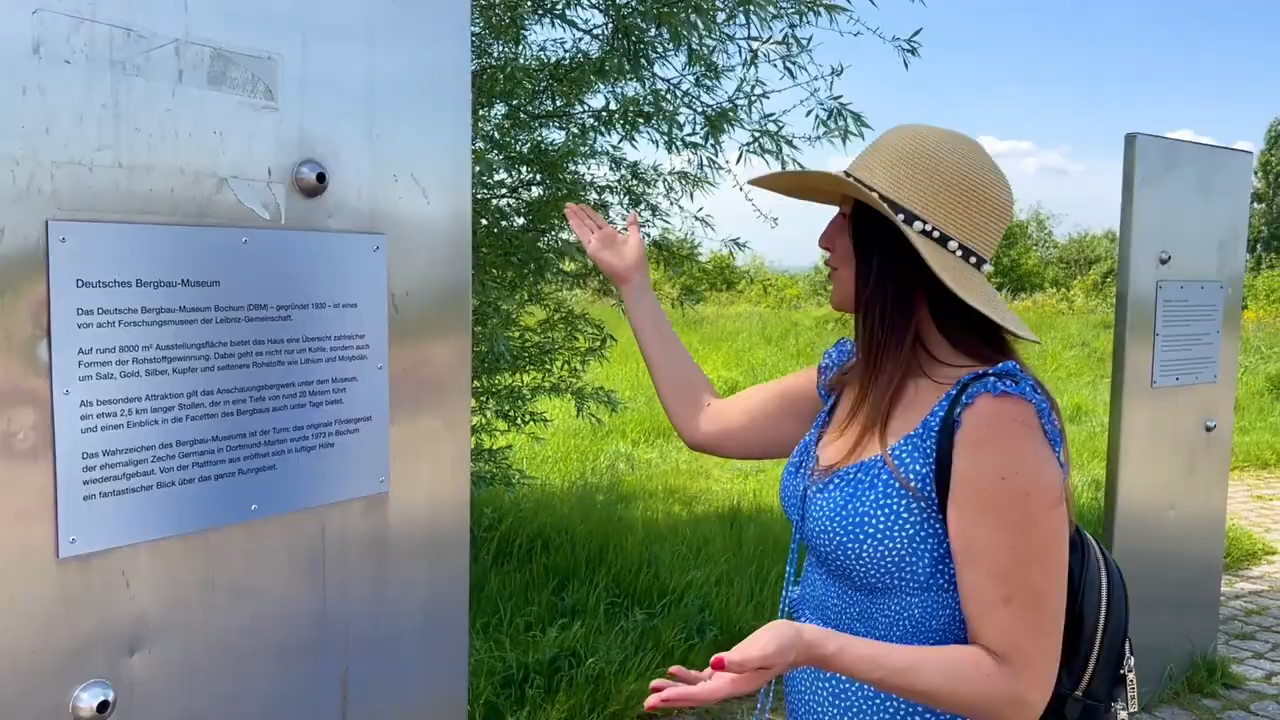 Deutsches Bergbau-Museum
Das Deutsche Bergbau-Museum Bochum (DBM) – gegründet 1930 – ist eines
von acht Forschungsmuseen der Leibniz-Gemeinschaft.
Auf rund 8000 m² Ausstellungsfläche bietet das Haus eine Übersicht zahlreicher
Formen der Rohstoffgewinnung. Dabei geht es nicht nur um Kohle, sondern auch
um Salz, Gold, Silber, Kupfer und seltenere Rohstoffe wie Lithium und Molybdän.
Als besondere Attraktion gilt das Anschauungsbergwerk unter dem Museum,
ein etwa 2,5 km langer Stollen, der in eine Tiefe von rund 20 Metern führt
und einen Einblick in die Facetten des Bergbaus auch unter Tage bietet.
Das Wahrzeichen des Bergbau-Museums ist der Turm: das originale Fördergerüst
der ehemaligen Zeche Germania in Dortmund-Marten wurde 1973 in Bochum
wiederaufgebaut. Von der Plattform aus eröffnet sich in luftiger Höhe
ein fantastischer Blick über das ganze Ruhrgebiet.
GUESS